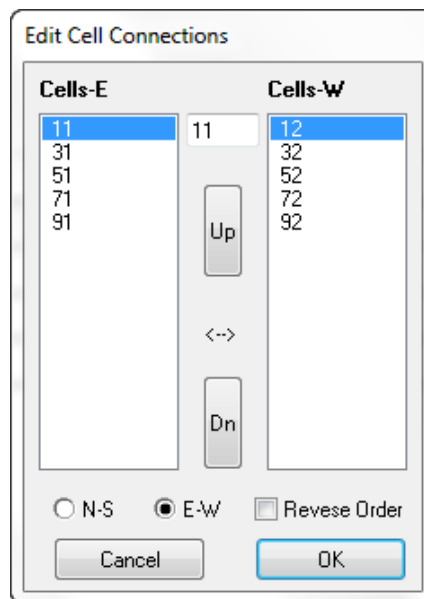 Edit Cell Connections
Cells-E Cells-W
11 11 12
31 32
51 52
71 72
91 92
Up
<-->
Dn
N-S E-W Revese Order
Cancel OK